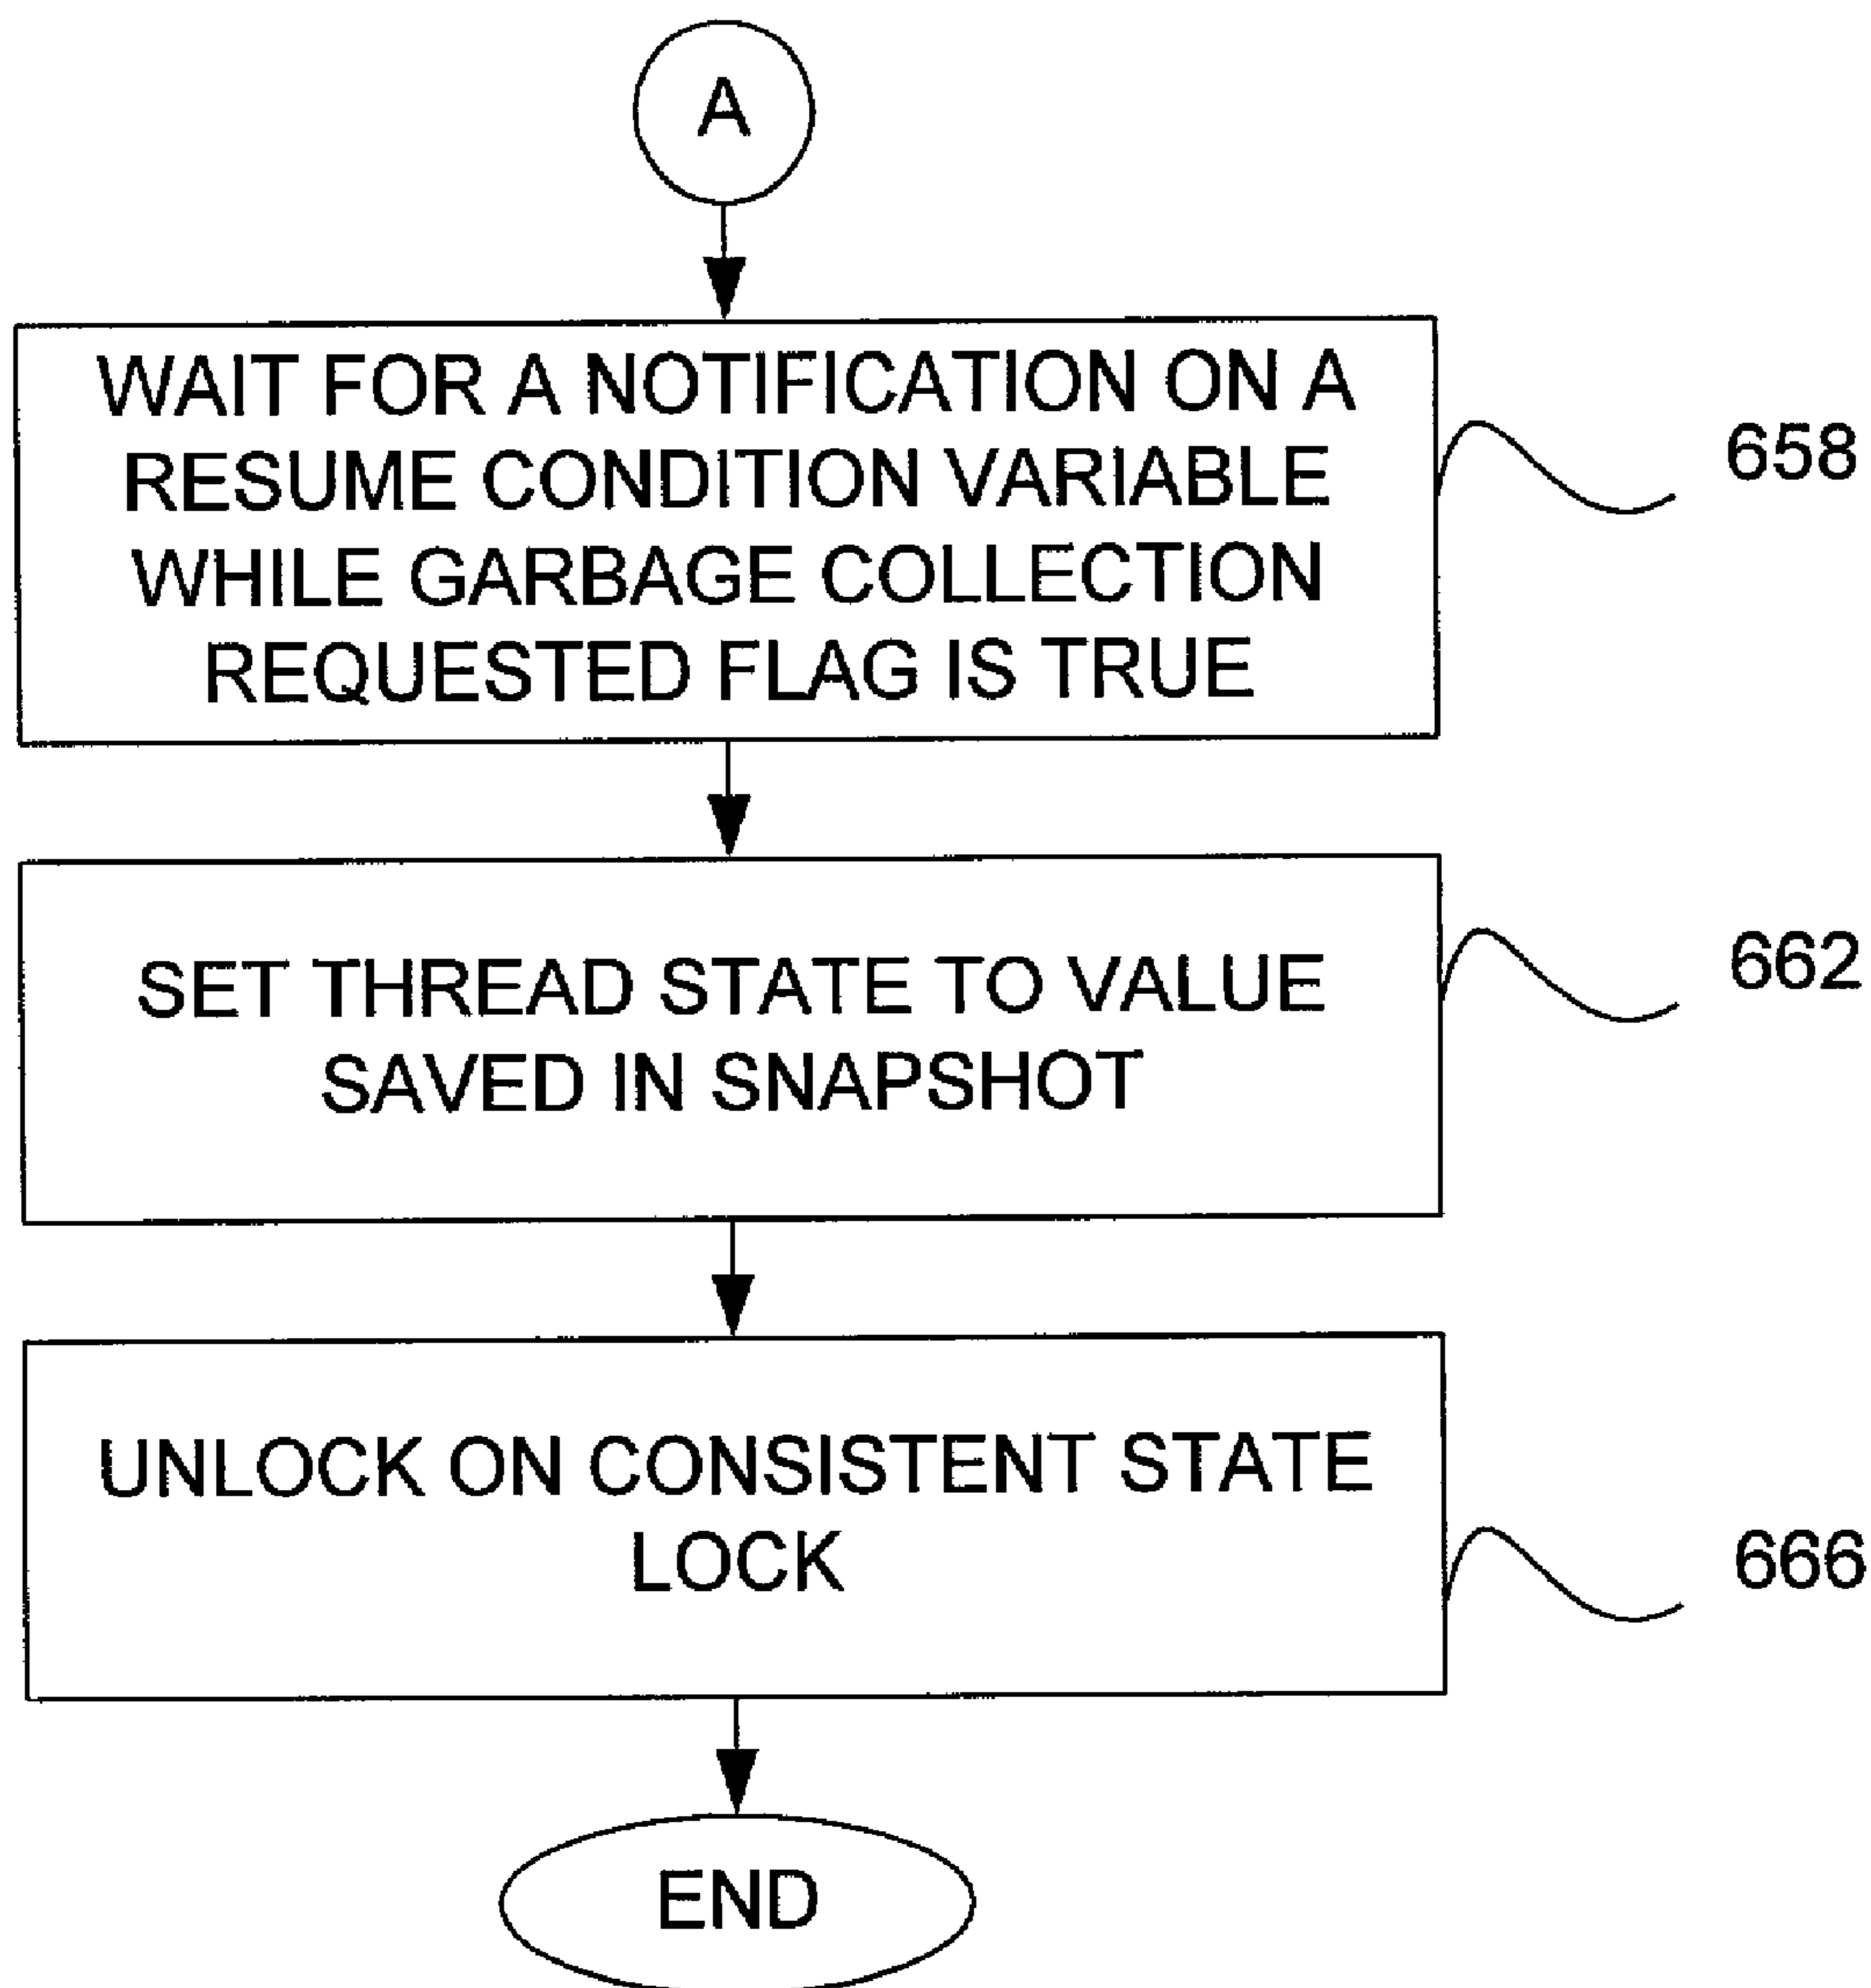 A
WAIT FOR A NOTIFICATION ON A
RESUME CONDITION VARIABLE
WHILE GARBAGE COLLECTION
REQUESTED FLAG IS TRUE
658
SET THREAD STATE TO VALUE
SAVED IN SNAPSHOT
662
UNLOCK ON CONSISTENT STATE
LOCK
666
END